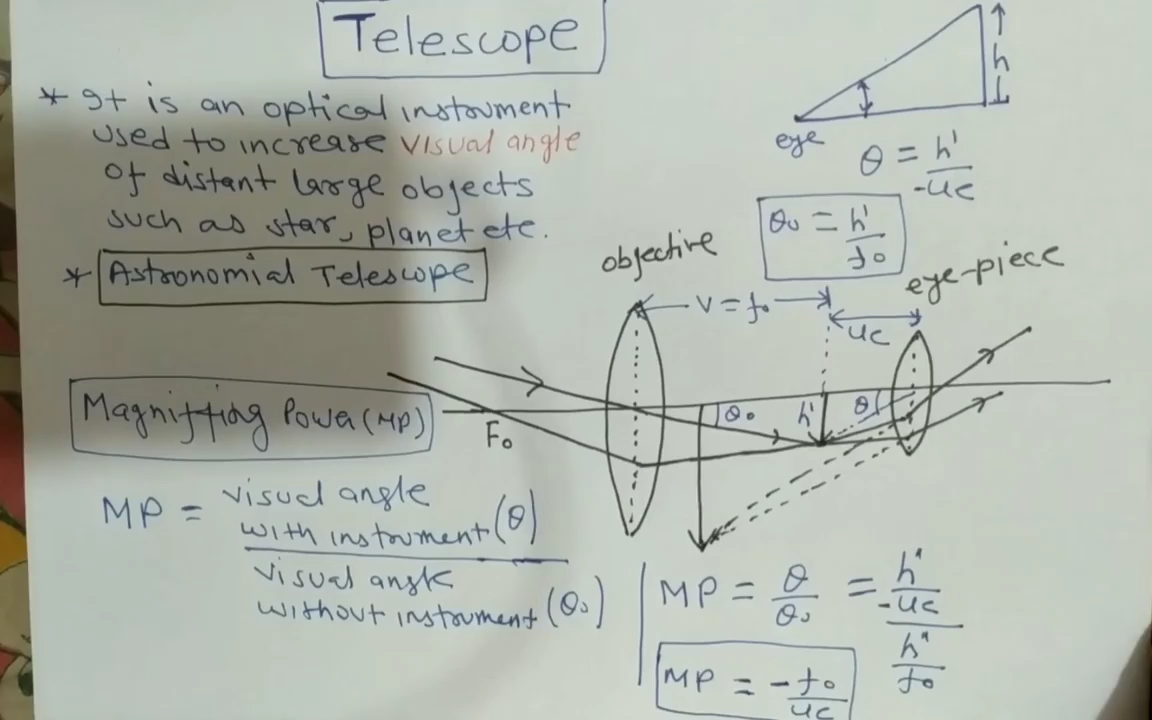 Telescope
* It is an optical instrument
used to increase visual angle
of distant large objects
such as star, planet etc.
* Astronomial Telescope
h
eye
θ = h'
-uc
θo = h'
fo
objective
eye-piece
v = fo
uc
Magnifying Power (MP)
Fo
θo
h'
θ
MP = visual angle
with instrument (θ)
visual angle
without instrument (θo)
MP = θ = h'
θo -uc
h'
fo
MP = -fo
uc